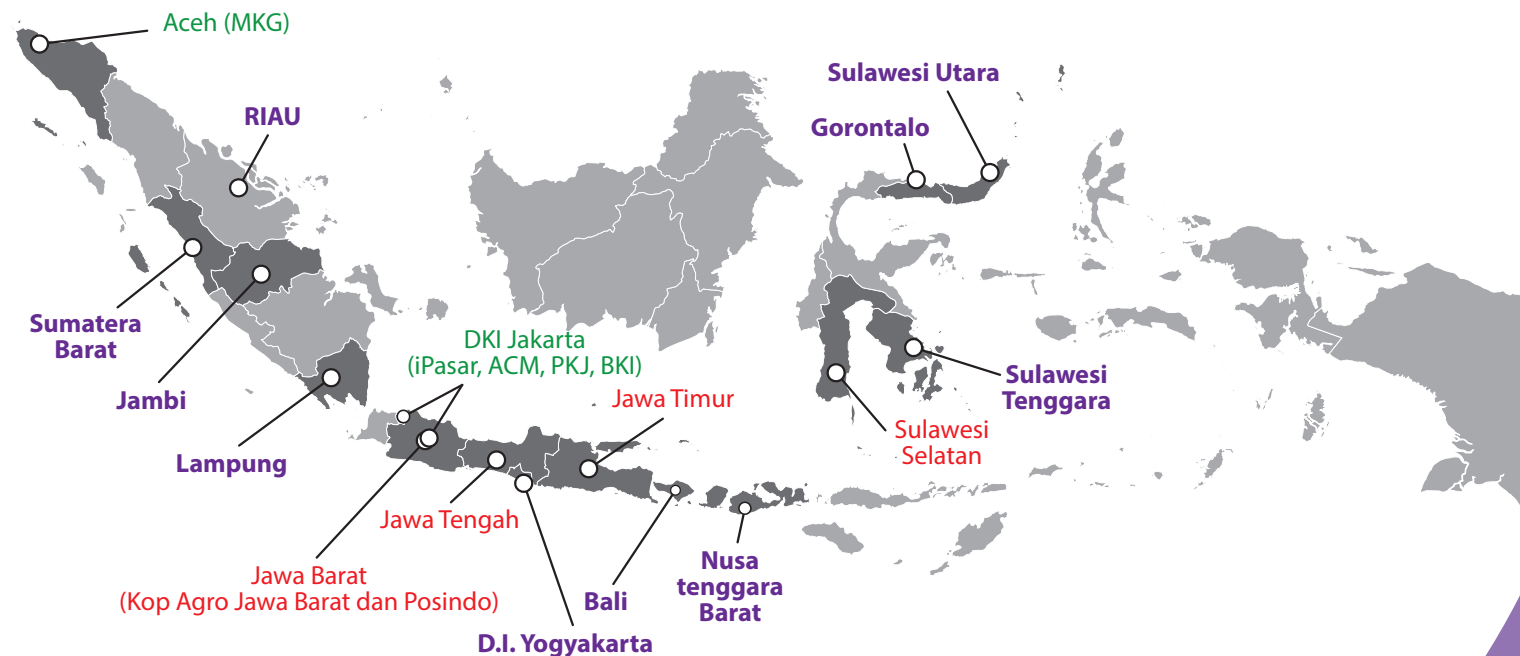 Aceh (MKG)
Sulawesi Utara
RIAU
Gorontalo
Sumatera
Barat
DKI Jakarta
(iPasar, ACM, PKJ, BKI)
Jambi
Jawa Timur
Sulawesi
Tenggara
Sulawesi
Selatan
Lampung
Jawa Tengah
Jawa Barat
(Kop Agro Jawa Barat dan Posindo)
Bali
Nusa
tenggara
Barat
D.I. Yogyakarta